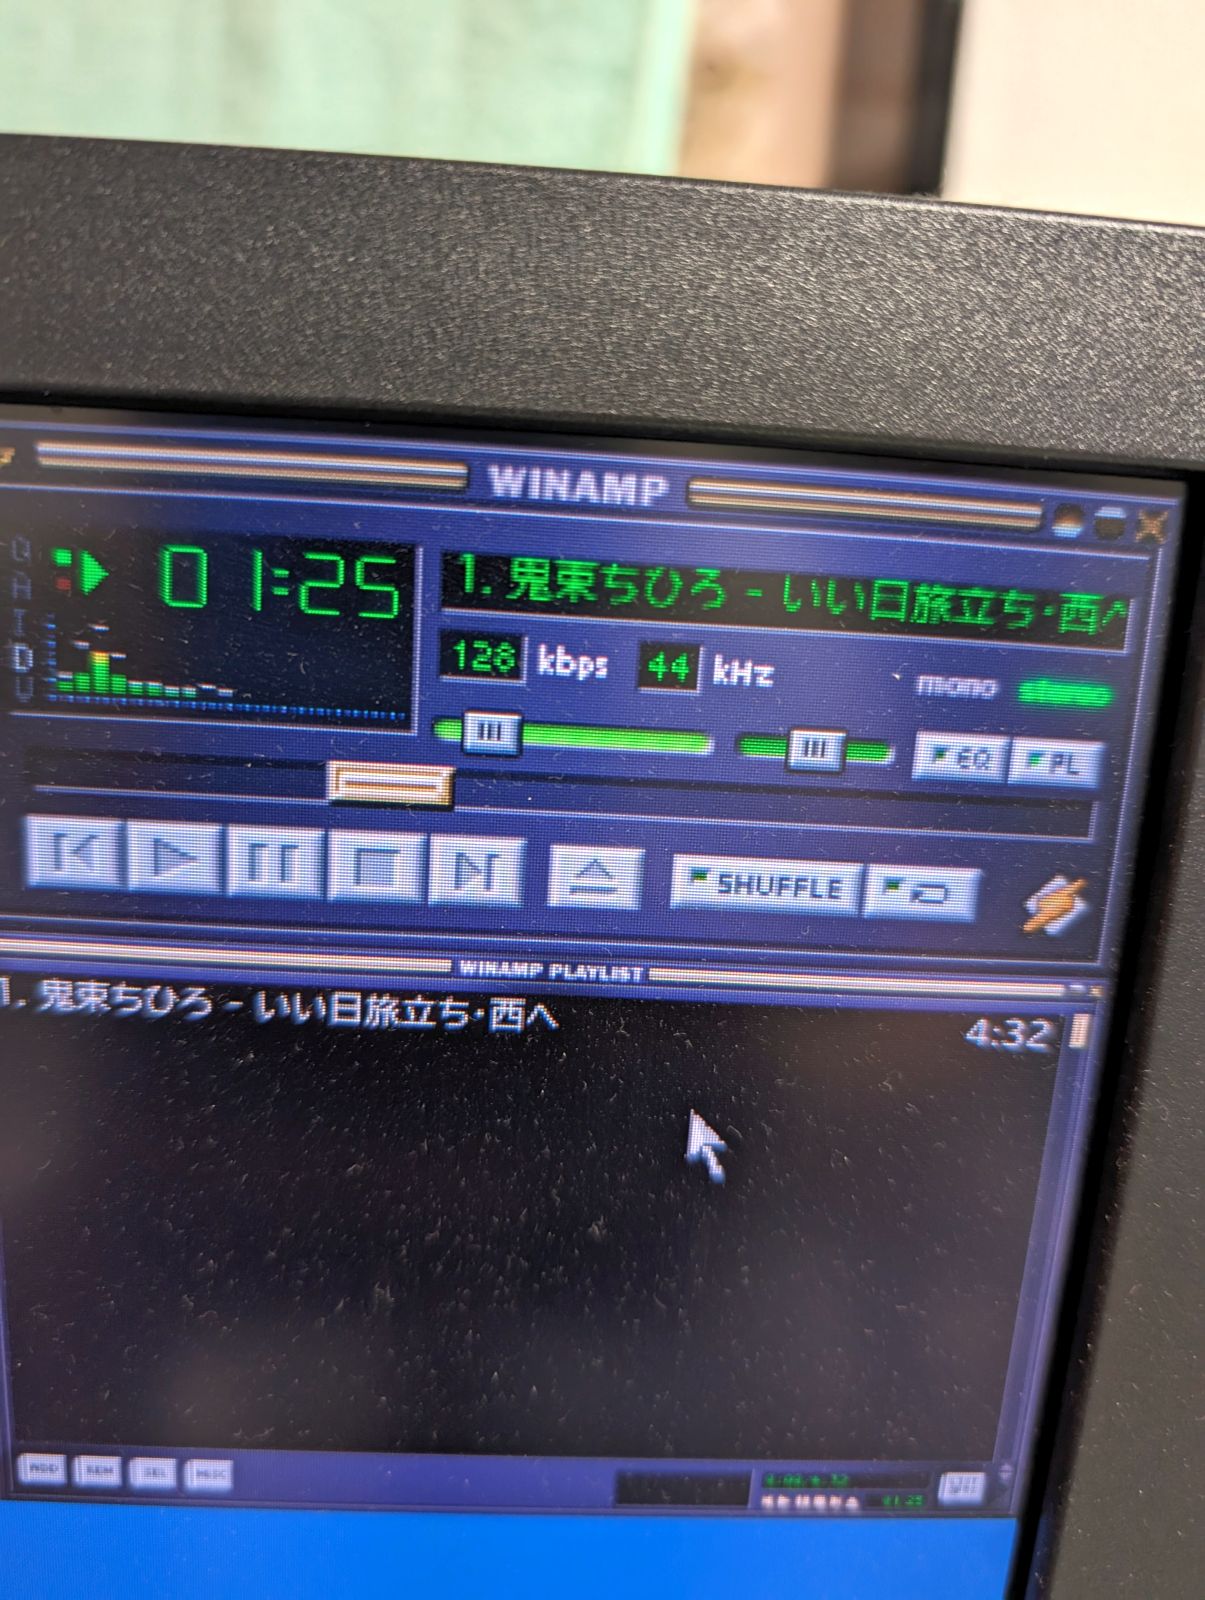 WINAMP
01:25
1. 鬼束ちひろ - いい日旅立ち・西へ
128 kbps 44 kHz
mono
EQ PL
SHUFFLE
WINAMP PLAYLIST
1. 鬼束ちひろ - いい日旅立ち・西へ 4:32